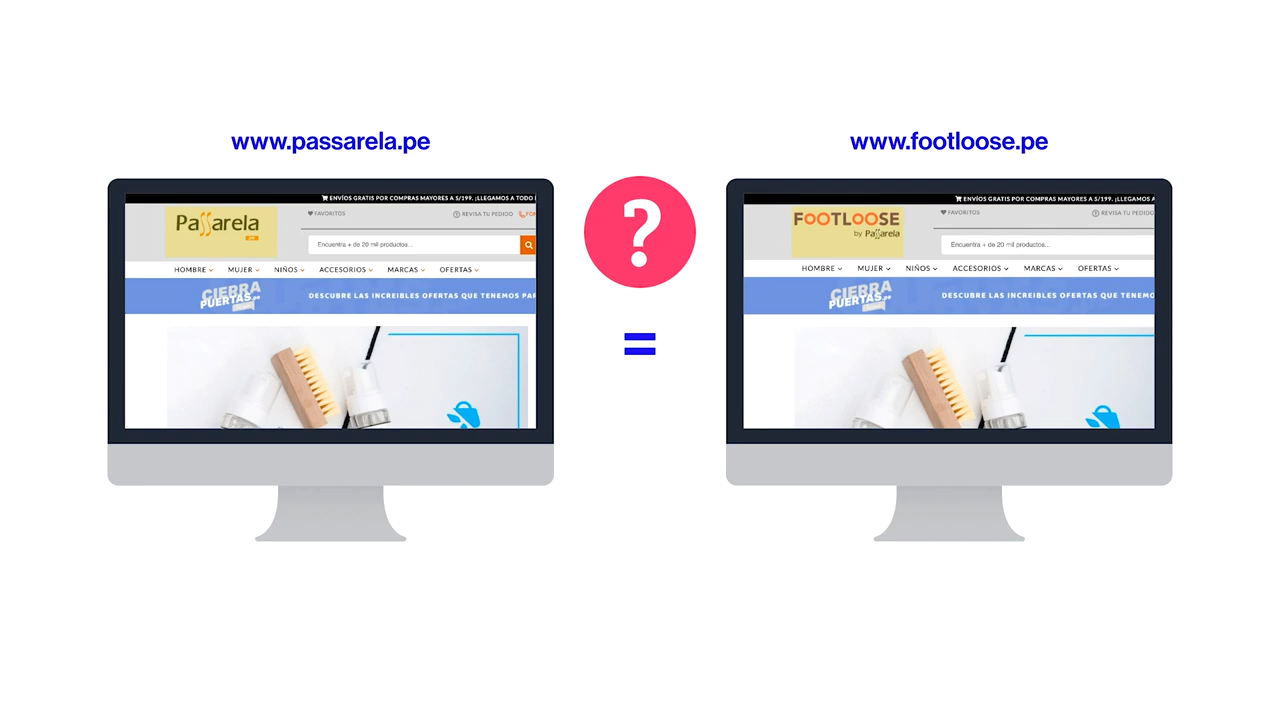 www.passarela.pe
www.footloose.pe
ENVÍOS GRATIS POR COMPRAS MAYORES A S/199. ¡LLEGAMOS A TODO
Passarela
.pe
FAVORITOS
REVISA TU PEDIDO
Encuentra + de 20 mil productos...
HOMBRE MUJER NIÑOS ACCESORIOS MARCAS OFERTAS
CIERRA
PUERTAS.pe
DESCUBRE LAS INCREIBLES OFERTAS QUE TENEMOS
?
=
ENVÍOS GRATIS POR COMPRAS MAYORES A S/199. ¡LLEGAMOS A
FOOTLOOSE
by Passarela
FAVORITOS
REVISA TU PEDIDO
Encuentra + de 20 mil productos...
HOMBRE MUJER NIÑOS ACCESORIOS MARCAS OFERTAS
CIERRA
PUERTAS.pe
DESCUBRE LAS INCREIBLES OFERTAS QUE TENEMO